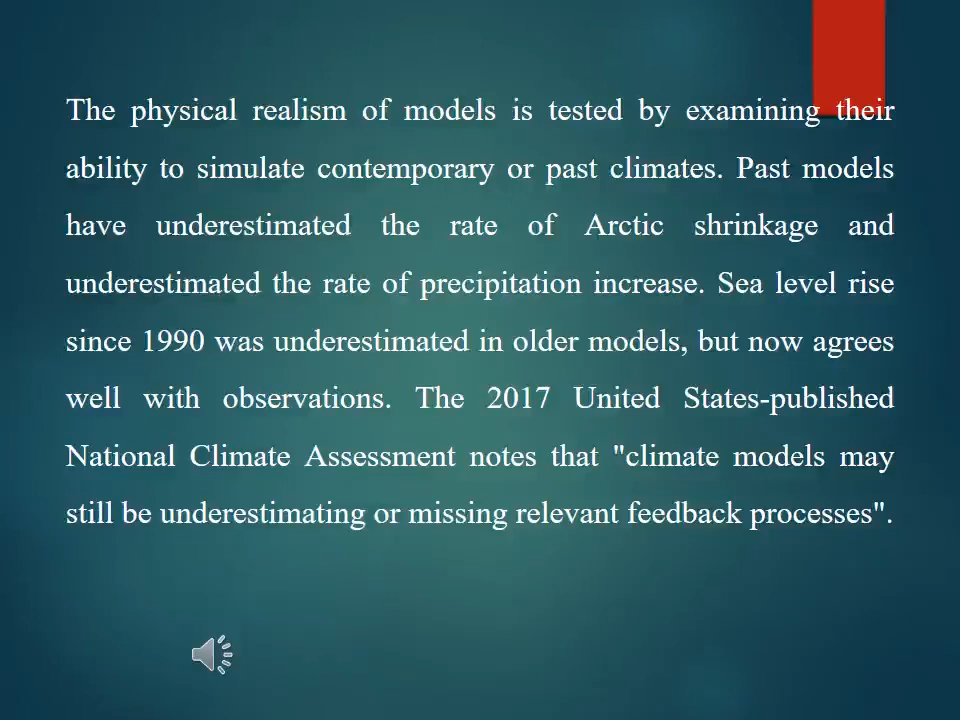 The physical realism of models is tested by examining their
ability to simulate contemporary or past climates. Past models
have underestimated the rate of Arctic shrinkage and
underestimated the rate of precipitation increase. Sea level rise
since 1990 was underestimated in older models, but now agrees
well with observations. The 2017 United States-published
National Climate Assessment notes that "climate models may
still be underestimating or missing relevant feedback processes".